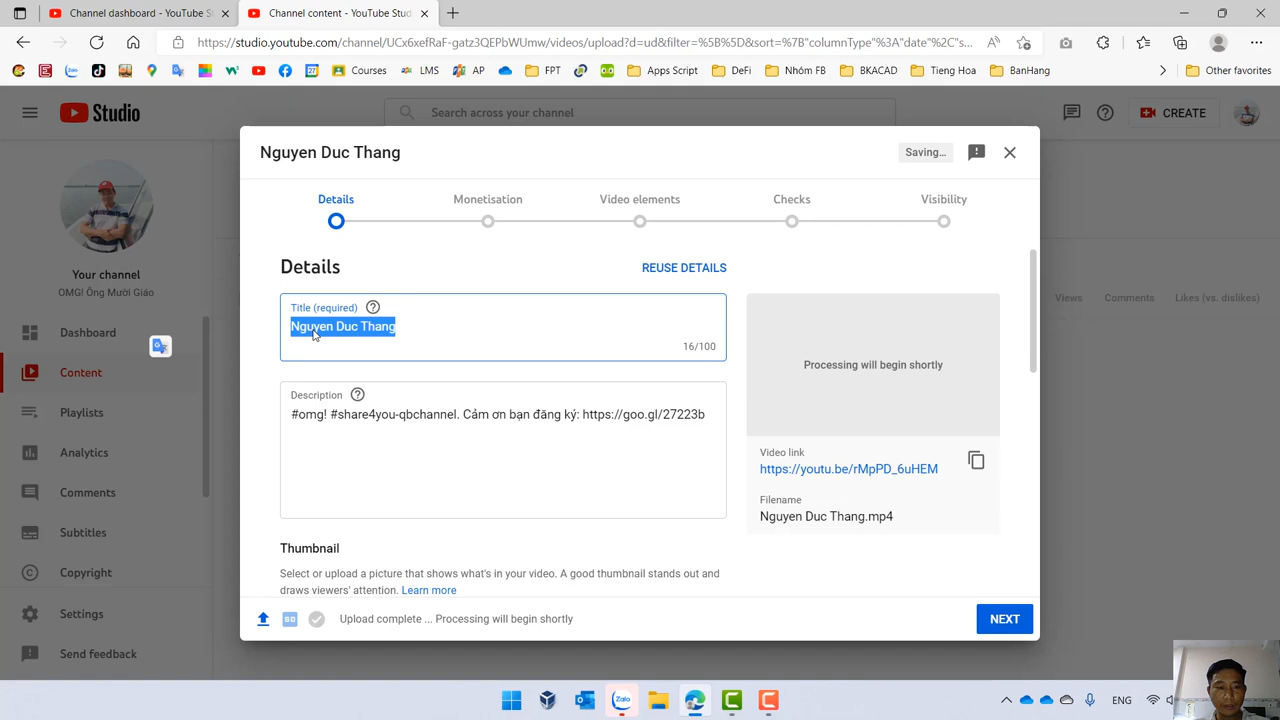 Channel dashboard - YouTube St
Channel content - YouTube Stud
https://studio.youtube.com/channel/UCx6xefRaF-gatz3QEPbWUmw/videos/upload?d=ud&filter=%5B%5D&sort=%7B"columnType"%3A"date"%2C"s...
Courses
LMS
AP
FPT
Apps Script
DeFi
Nhóm FB
BKACAD
Tieng Hoa
BanHang
Other favorites
Studio
Search across your channel
CREATE
Your channel
OMG! Ông Mười Giáo
Dashboard
Content
Playlists
Analytics
Comments
Subtitles
Copyright
Settings
Send feedback
Views
Comments
Likes (vs. dislikes)
Nguyen Duc Thang
Saving...
Details
Monetisation
Video elements
Checks
Visibility
Details
REUSE DETAILS
Title (required)
Nguyen Duc Thang
16/100
Description
#omg! #share4you-qbchannel. Cảm ơn bạn đăng ký: https://goo.gl/27223b
Processing will begin shortly
Video link
https://youtu.be/rMpPD_6uHEM
Filename
Nguyen Duc Thang.mp4
Thumbnail
Select or upload a picture that shows what's in your video. A good thumbnail stands out and
draws viewers' attention. Learn more
Upload complete ... Processing will begin shortly
NEXT
Zalo
ENG